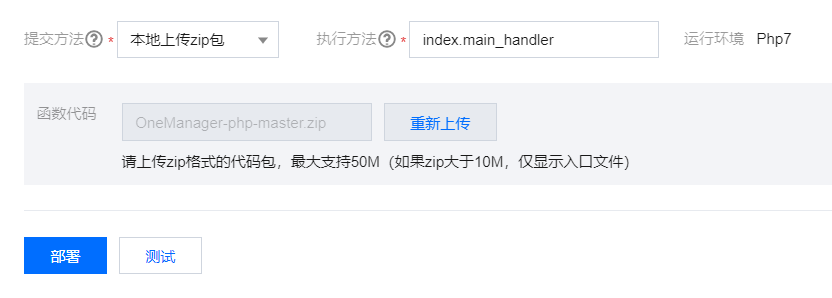 提交方法 ? * 本地上传zip包 执行方法 ? * index.main_handler 运行环境 Php7
函数代码 OneManager-php-master.zip 重新上传
请上传zip格式的代码包，最大支持50M（如果zip大于10M，仅显示入口文件）
部署 测试